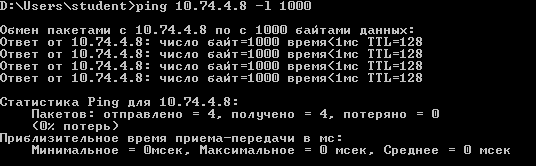 D:\Users\student>ping 10.74.4.8 -l 1000
Обмен пакетами с 10.74.4.8 по с 1000 байтами данных:
Ответ от 10.74.4.8: число байт=1000 время<1мс TTL=128
Ответ от 10.74.4.8: число байт=1000 время<1мс TTL=128
Ответ от 10.74.4.8: число байт=1000 время<1мс TTL=128
Ответ от 10.74.4.8: число байт=1000 время<1мс TTL=128
Статистика Ping для 10.74.4.8:
Пакетов: отправлено = 4, получено = 4, потеряно = 0
(0% потерь)
Приблизительное время приема-передачи в мс:
Минимальное = 0мсек, Максимальное = 0 мсек, Среднее = 0 мсек